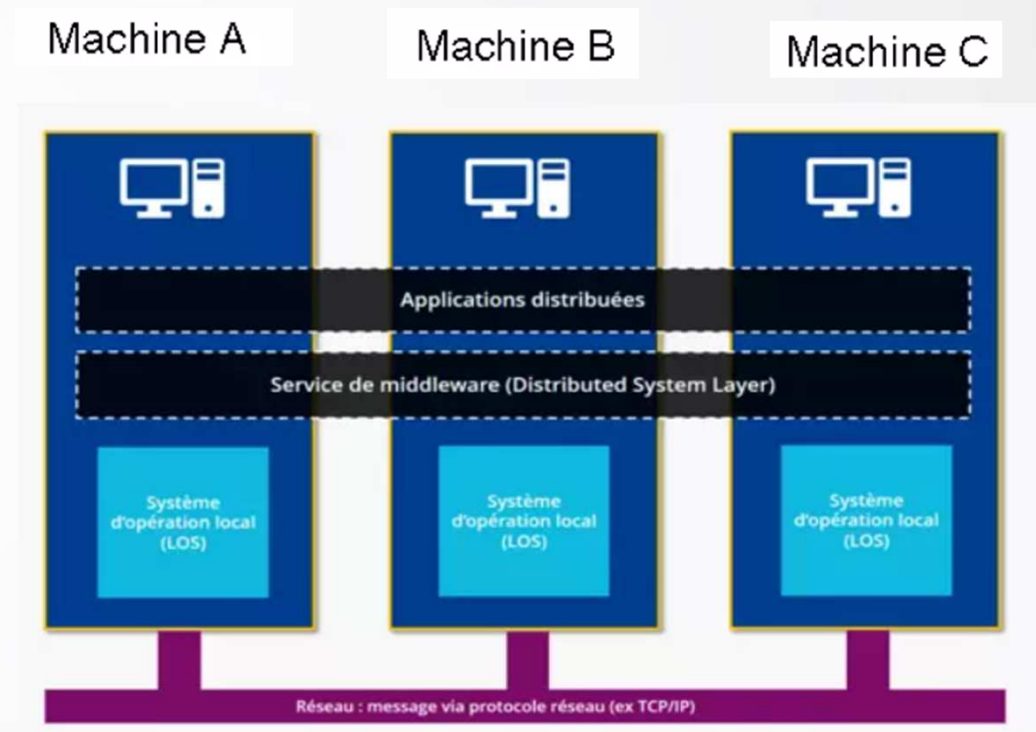 Machine A
Machine B
Machine C
Applications distribuées
Service de middleware (Distributed System Layer)
Système
d'opération local
(LOS)
Système
d'opération local
(LOS)
Système
d'opération local
(LOS)
Réseau : message via protocole réseau (ex TCP/IP)